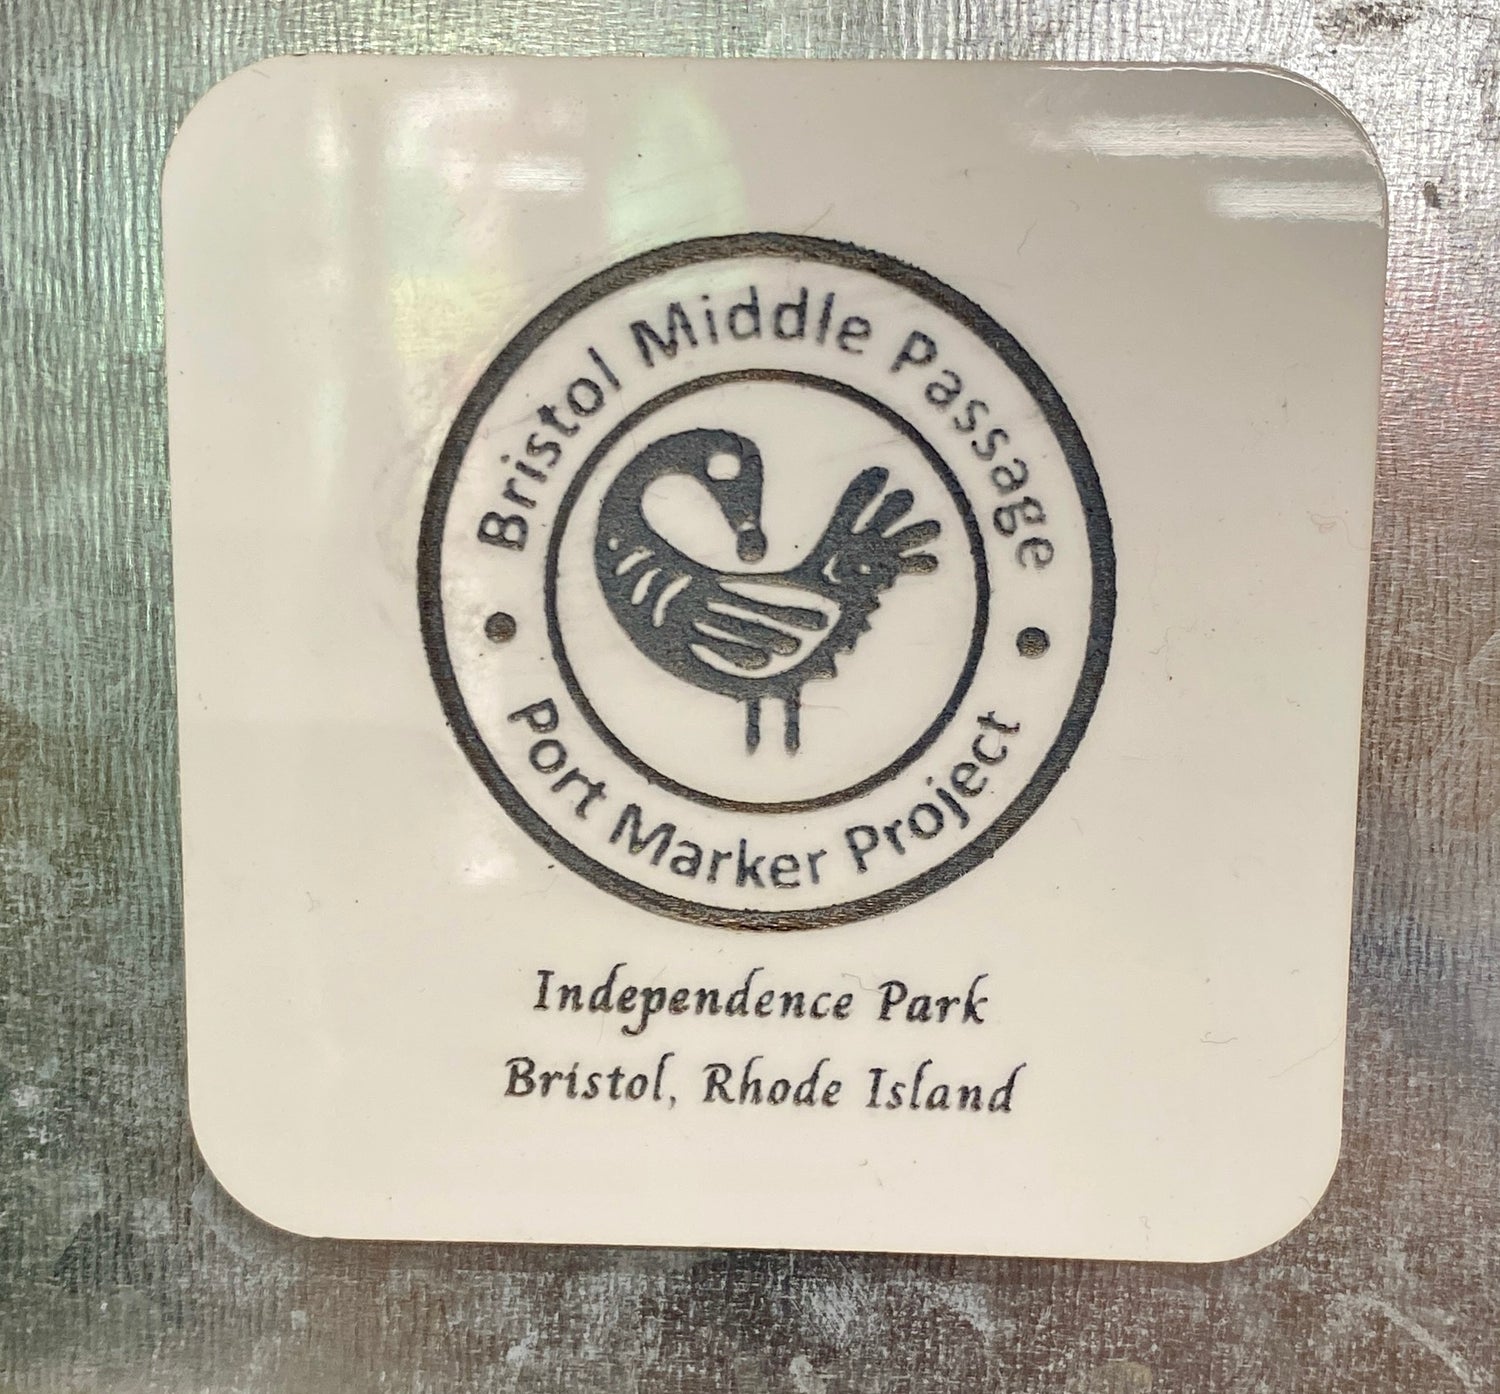 Bristol Middle Passage
Port Marker Project
Independence Park
Bristol, Rhode Island